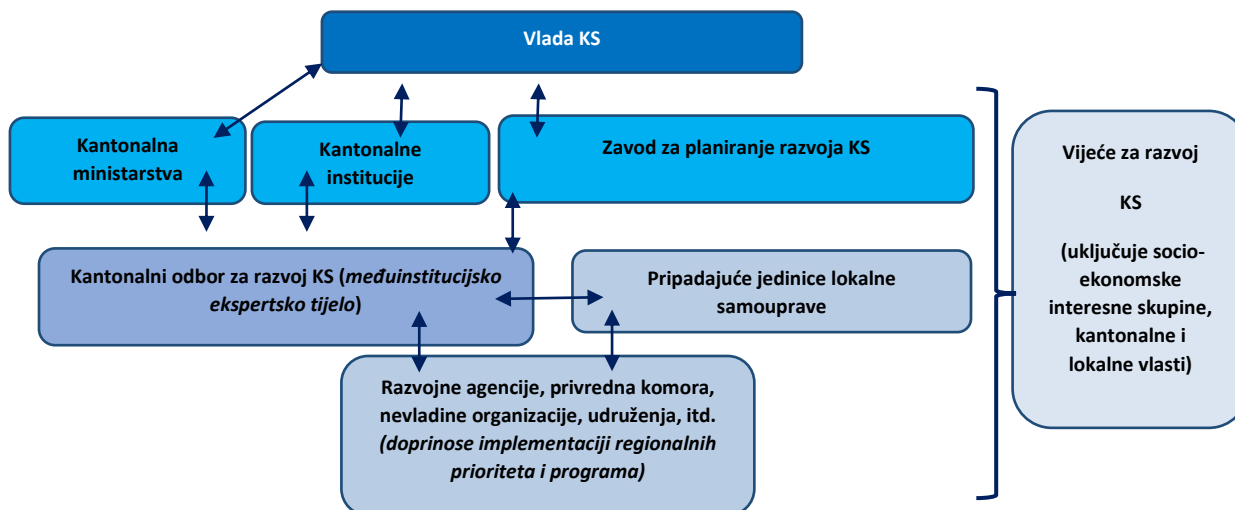 Vlada KS
Kantonalna
ministarstva
Kantonalne
institucije
Zavod za planiranje razvoja KS
Kantonalni odbor za razvoj KS (međuinstitucijsko
ekspertsko tijelo)
Pripadajuće jedinice lokalne
samouprave
Razvojne agencije, privredna komora,
nevladine organizacije, udruženja, itd.
(doprinose implementaciji regionalnih
prioriteta i programa)
Vijeće za razvoj
KS
(uključuje socio-
ekonomske
interesne skupine,
kantonalne i
lokalne vlasti)